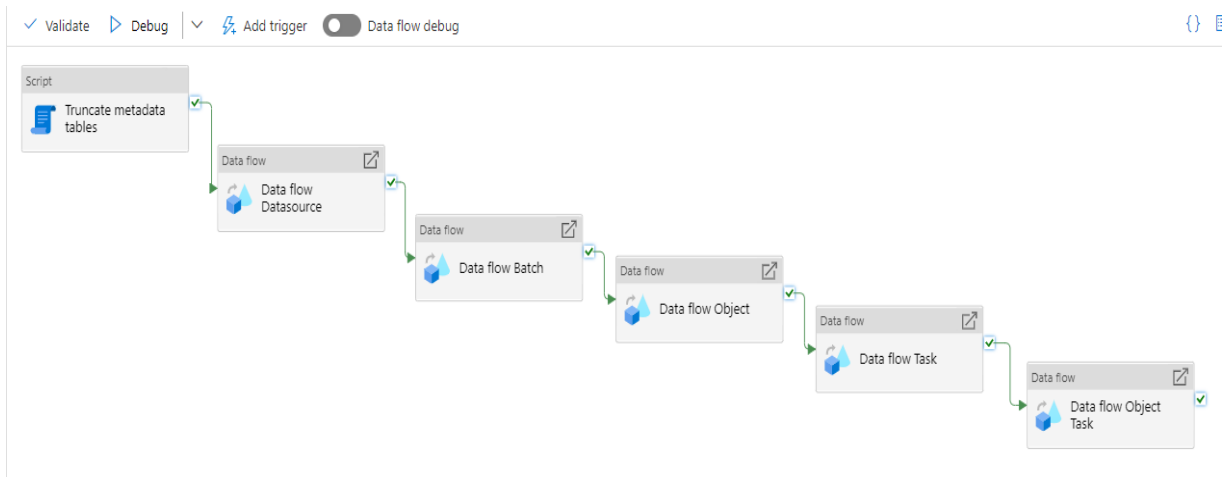 Validate Debug Add trigger Data flow debug {}
Script
Truncate metadata
tables
Data flow
Data flow
Datasource
Data flow
Data flow Batch
Data flow
Data flow Object
Data flow
Data flow Task
Data flow
Data flow Object
Task